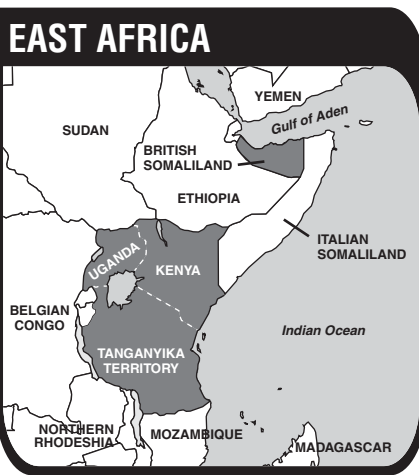 EAST AFRICA
YEMEN
Gulf of Aden
SUDAN
BRITISH
SOMALILAND
ETHIOPIA
ITALIAN
SOMALILAND
UGANDA
KENYA
BELGIAN
CONGO
Indian Ocean
TANGANYIKA
TERRITORY
NORTHERN
RHODESHIA
MOZAMBIQUE
MADAGASCAR